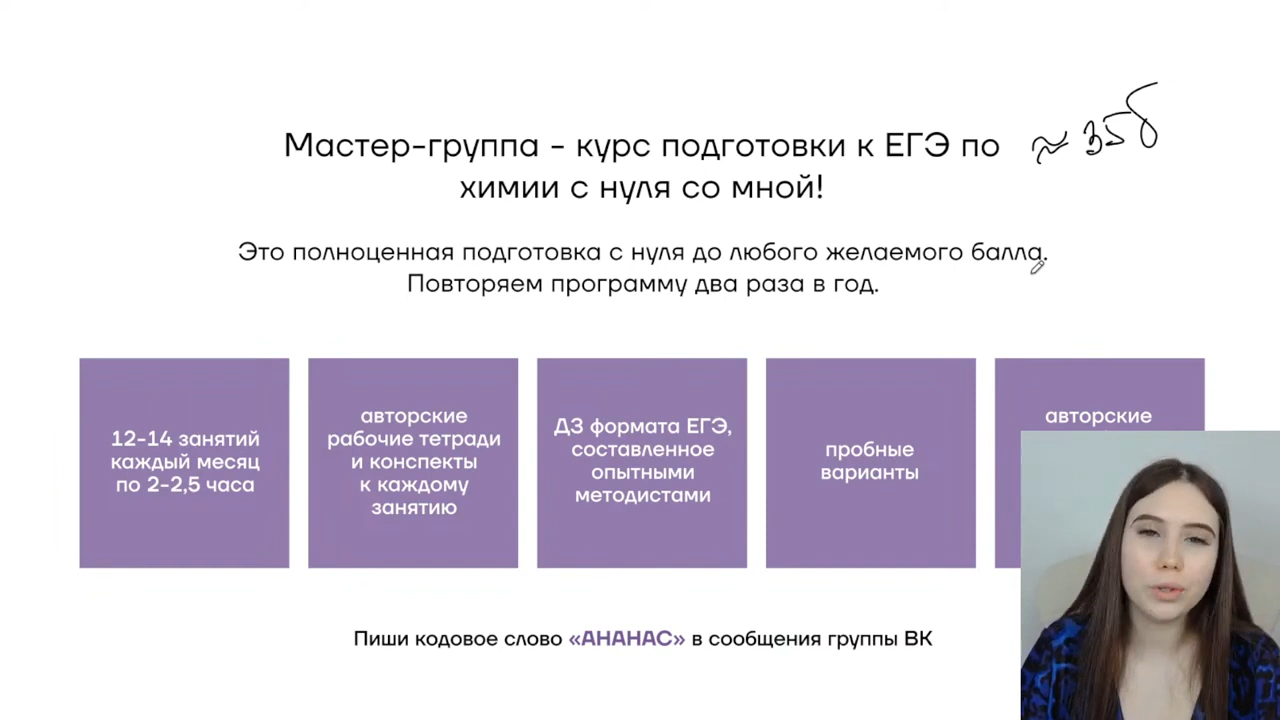 Мастер-группа - курс подготовки к ЕГЭ по
≈ 35б
химии с нуля со мной!
Это полноценная подготовка с нуля до любого желаемого балла.
Повторяем программу два раза в год.
12-14 занятий
каждый месяц
по 2-2,5 часа
авторские
рабочие тетради
и конспекты
к каждому
занятию
ДЗ формата ЕГЭ,
составленное
опытными
методистами
пробные
варианты
авторские
Пиши кодовое слово «АНАНАС» в сообщения группы ВК